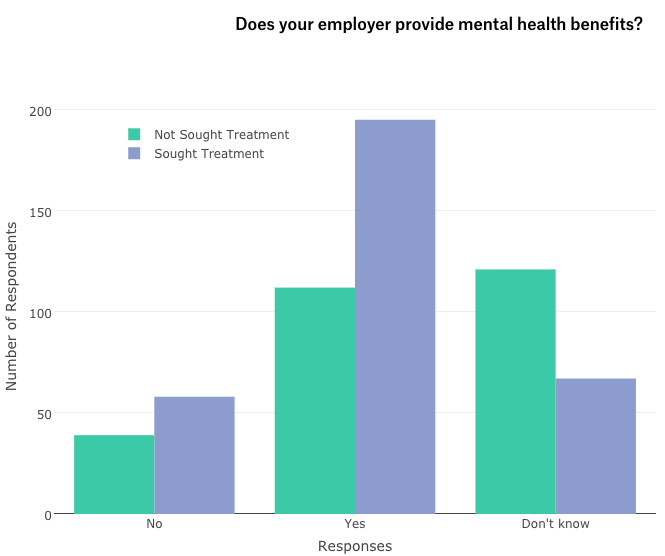 Does your employer provide mental health benefits?
200
Not Sought Treatment
Sought Treatment
150
Number of Respondents
100
50
0
No
Yes
Don't know
Responses